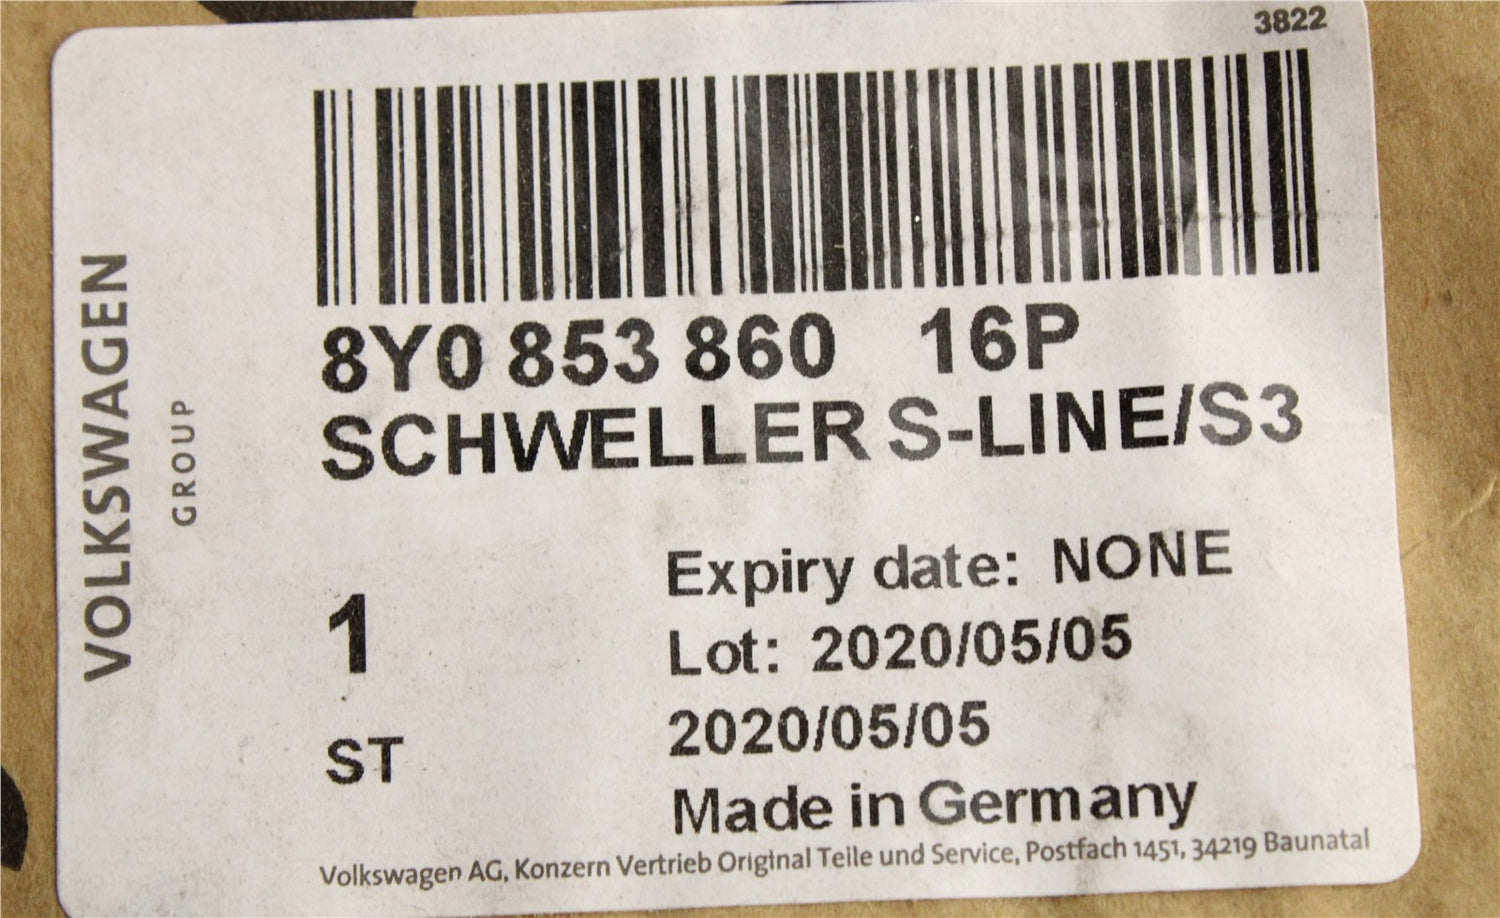 3822
VOLKSWAGEN
GROUP
8Y0 853 860 16P
SCHWELLER S-LINE/S3
1
ST
Expiry date: NONE
Lot: 2020/05/05
2020/05/05
Made in Germany
Volkswagen AG, Konzern Vertrieb Original Teile und Service, Postfach 1451, 34219 Baunatal